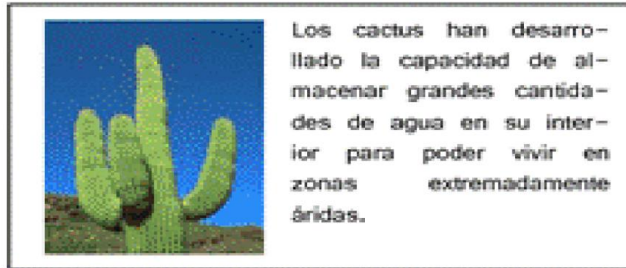 Los cactus han desarro-
llado la capacidad de al-
macenar grandes cantida-
des de agua en su inter-
ior para poder vivir en
zonas extremadamente
áridas.